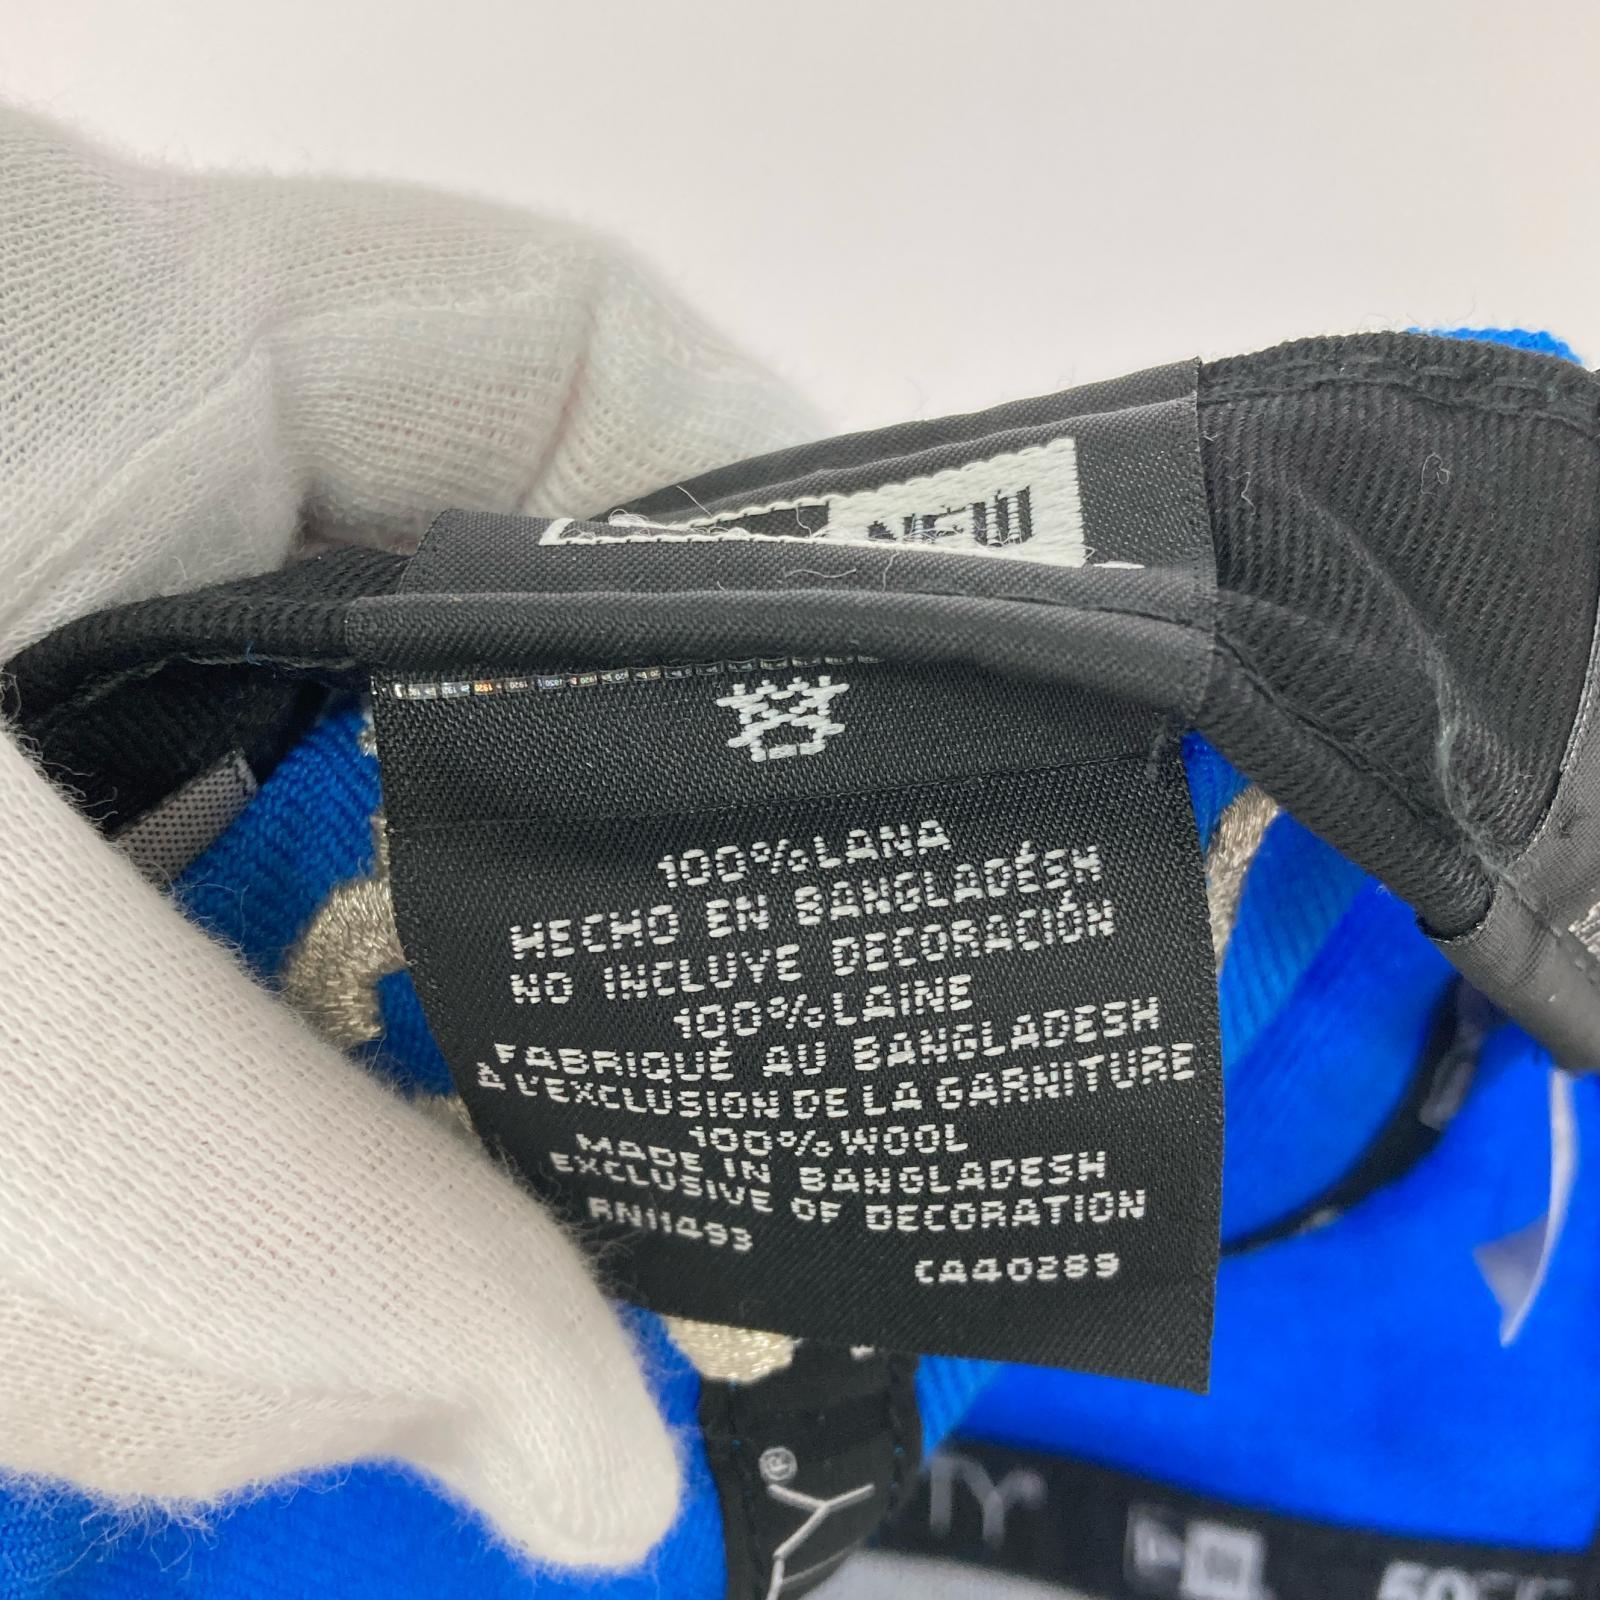 NEW
100%LANA
HECHO EN BANGLADÉSH
NO INCLUYE DECORACIÓN
100%LAINE
FABRIQUÉ AU BANGLADESH
À L'EXCLUSION DE LA GARNITURE
100%WOOL
MADE IN BANGLADESH
EXCLUSIVE OF DECORATION
RN11493
CA40289